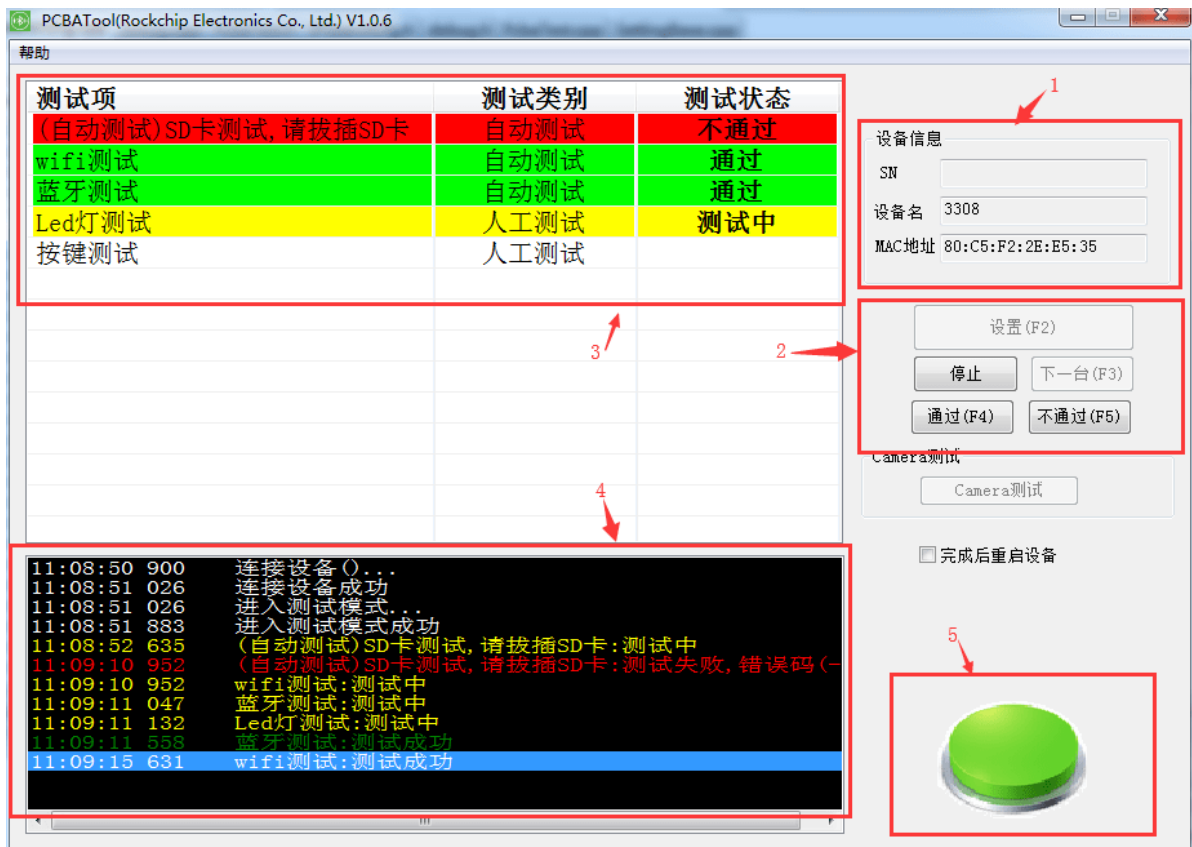 PCBATool(Rockchip Electronics Co., Ltd.) V1.0.6
帮助
测试项 测试类别 测试状态
(自动测试)SD卡测试,请拔插SD卡 自动测试 不通过
wifi测试 自动测试 通过
蓝牙测试 自动测试 通过
Led灯测试 人工测试 测试中
按键测试 人工测试
3
1
设备信息
SN
设备名 3308
MAC地址 80:C5:F2:2E:E5:35
2
设置(F2)
停止 下一台(F3)
通过(F4) 不通过(F5)
Camera测试
Camera测试
完成后重启设备
4
11:08:50 900 连接设备()...
11:08:51 026 连接设备成功
11:08:51 026 进入测试模式...
11:08:51 883 进入测试模式成功
11:08:52 635 (自动测试)SD卡测试,请拔插SD卡:测试中
11:09:10 952 (自动测试)SD卡测试,请拔插SD卡:测试失败,错误码(-
11:09:10 952 wifi测试:测试中
11:09:11 047 蓝牙测试:测试中
11:09:11 132 Led灯测试:测试中
11:09:11 558 蓝牙测试:测试成功
11:09:15 631 wifi测试:测试成功
5